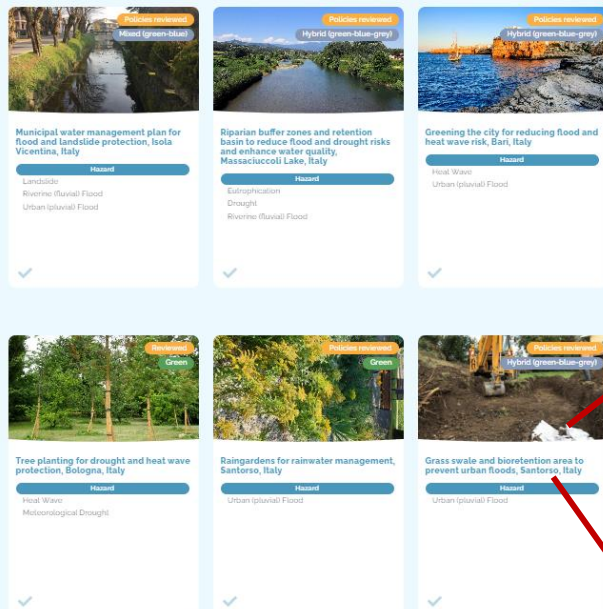 Policies reviewed
Mixed (green-blue)
Municipal water management plan for
flood and landslide protection, Isola
Vicentina, Italy
Hazard
Landslide
Riverine (fluvial) Flood
Urban (pluvial) Flood
Policies reviewed
Hybrid (green-blue-grey)
Riparian buffer zones and retention
basin to reduce flood and drought risks
and enhance water quality,
Massaciuccoli Lake, Italy
Hazard
Eutrophication
Drought
Riverine (fluvial) Flood
Policies reviewed
Hybrid (green-blue-grey)
Greening the city for reducing flood and
heat wave risk, Bari, Italy
Hazard
Heat Wave
Urban (pluvial) Flood
Reviewed
Green
Tree planting for drought and heat wave
protection, Bologna, Italy
Hazard
Heat Wave
Meteorological Drought
Policies reviewed
Green
Raingardens for rainwater management,
Santorso, Italy
Hazard
Urban (pluvial) Flood
Policies reviewed
Hybrid (green-blue-grey)
Grass swale and bioretention area to
prevent urban floods, Santorso, Italy
Hazard
Urban (pluvial) Flood